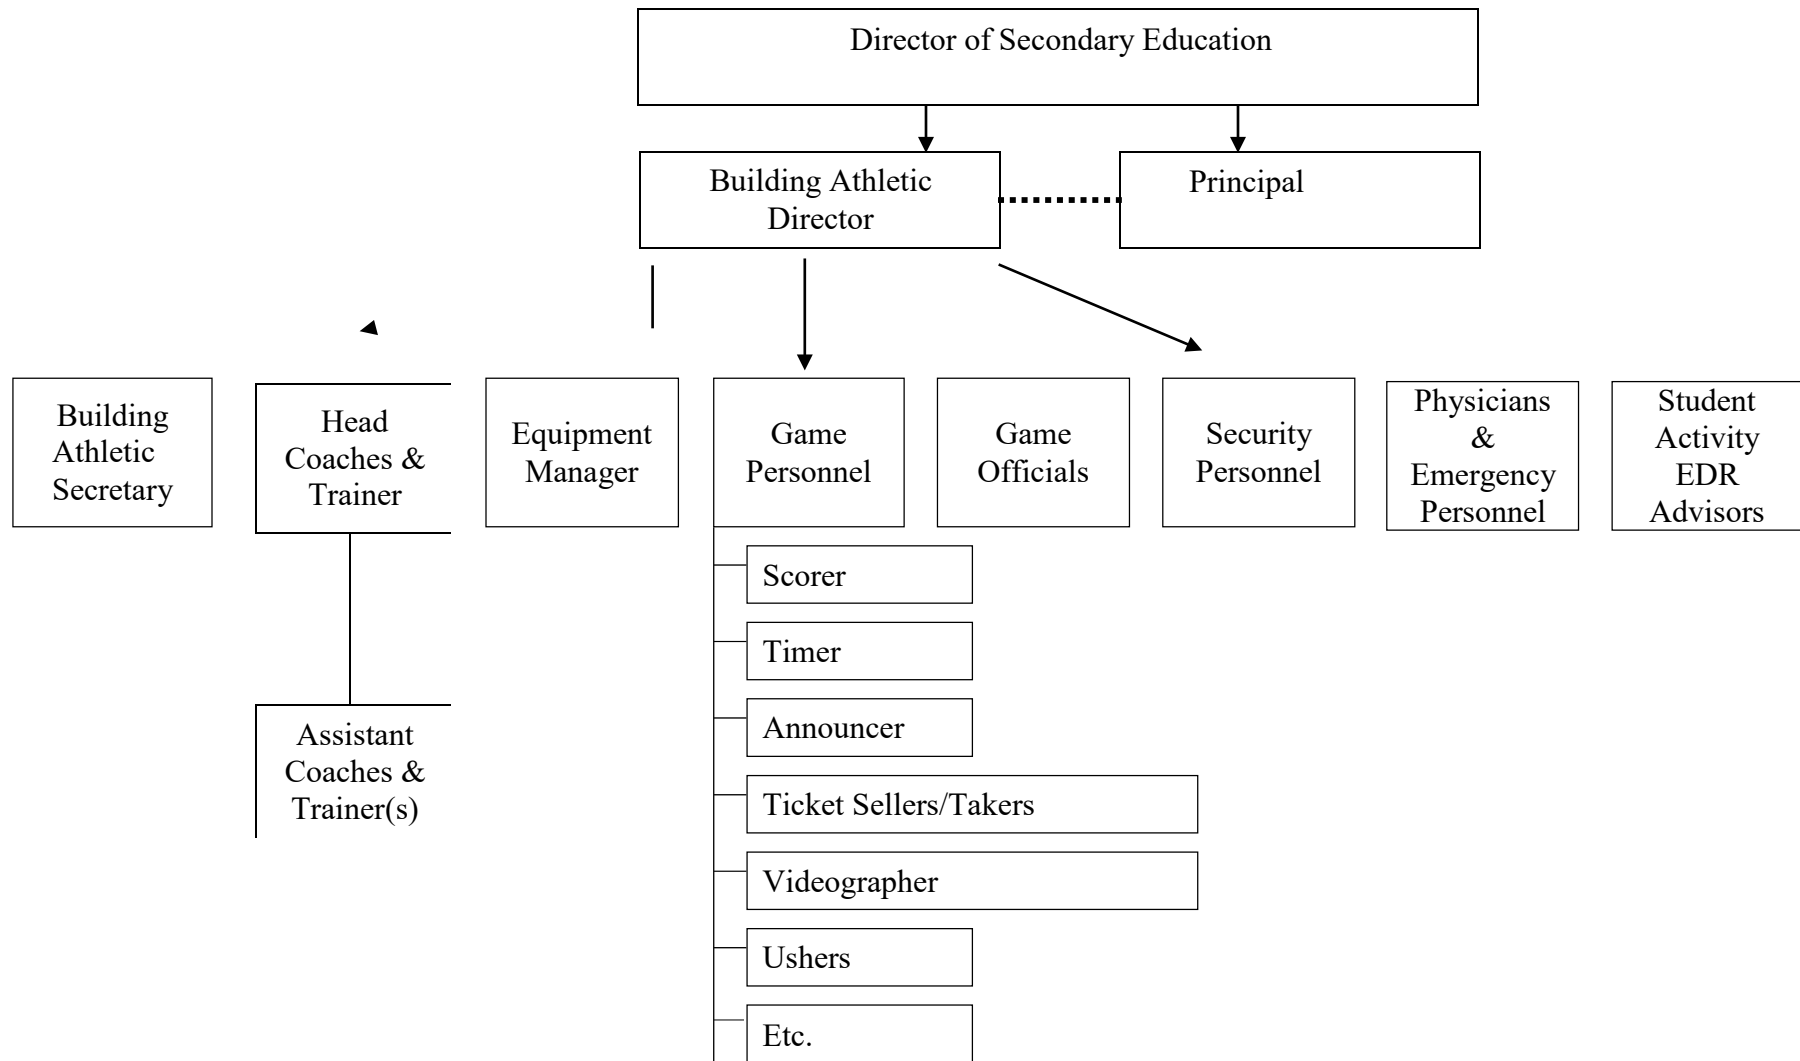 Director of Secondary Education
Building Athletic
Director
Principal
Building
Athletic
Secretary
Head
Coaches &
Trainer
Equipment
Manager
Game
Personnel
Game
Officials
Security
Personnel
Physicians
&
Emergency
Personnel
Student
Activity
EDR
Advisors
Scorer
Timer
Announcer
Ticket Sellers/Takers
Videographer
Ushers
Etc.
Assistant
Coaches &
Trainer(s)